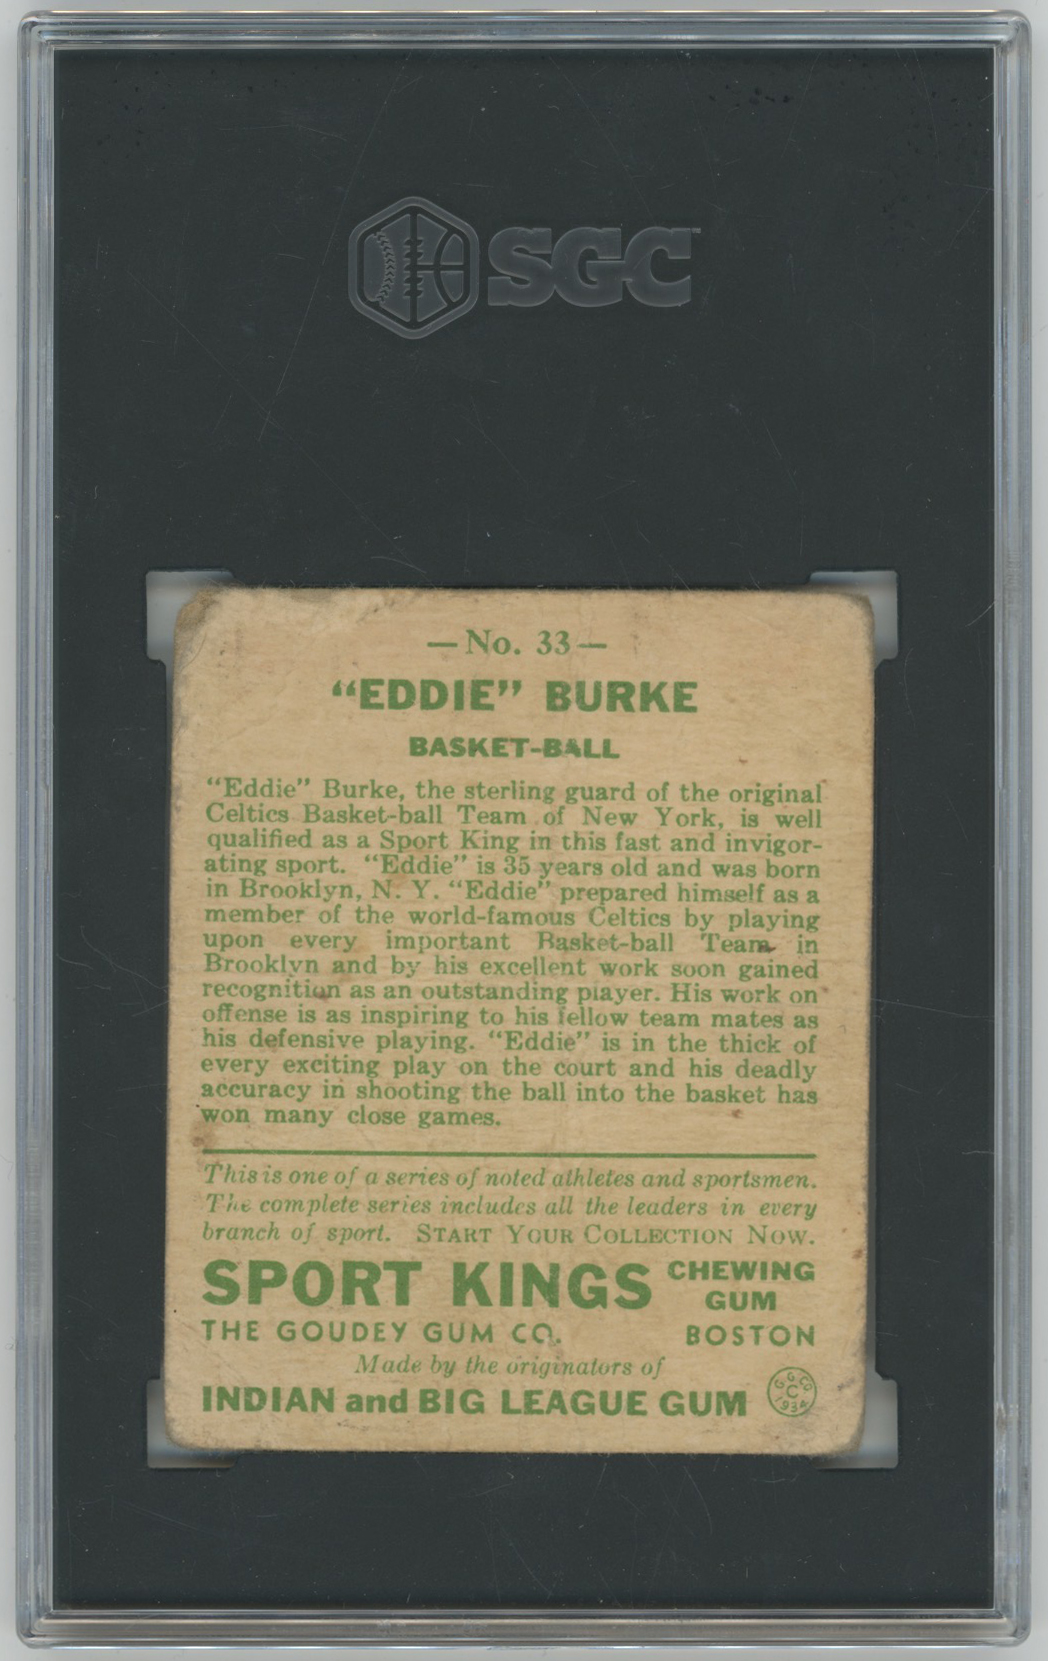 SGC
—No. 33—
"EDDIE" BURKE
BASKET-BALL
"Eddie" Burke, the sterling guard of the original
Celtics Basket-ball Team of New York, is well
qualified as a Sport King in this fast and invigor-
ating sport. "Eddie" is 35 years old and was born
in Brooklyn, N. Y. "Eddie" prepared himself as a
member of the world-famous Celtics by playing
upon every important Basket-ball Team in
Brooklyn and by his excellent work soon gained
recognition as an outstanding player. His work on
offense is as inspiring to his fellow team mates as
his defensive playing. "Eddie" is in the thick of
every exciting play on the court and his deadly
accuracy in shooting the ball into the basket has
won many close games.
This is one of a series of noted athletes and sportsmen.
The complete series includes all the leaders in every
branch of sport. START YOUR COLLECTION NOW.
SPORT KINGS CHEWING GUM
THE GOUDEY GUM CO. BOSTON
Made by the originators of
INDIAN and BIG LEAGUE GUM
G. G. CO.
C
1934